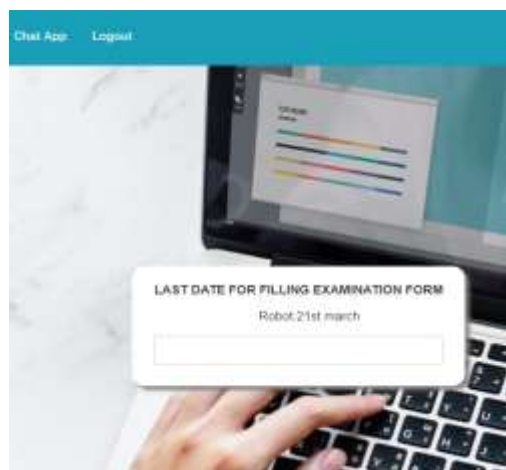 Chat App Logout
LAST DATE FOR FILLING EXAMINATION FORM
Robot:21st march